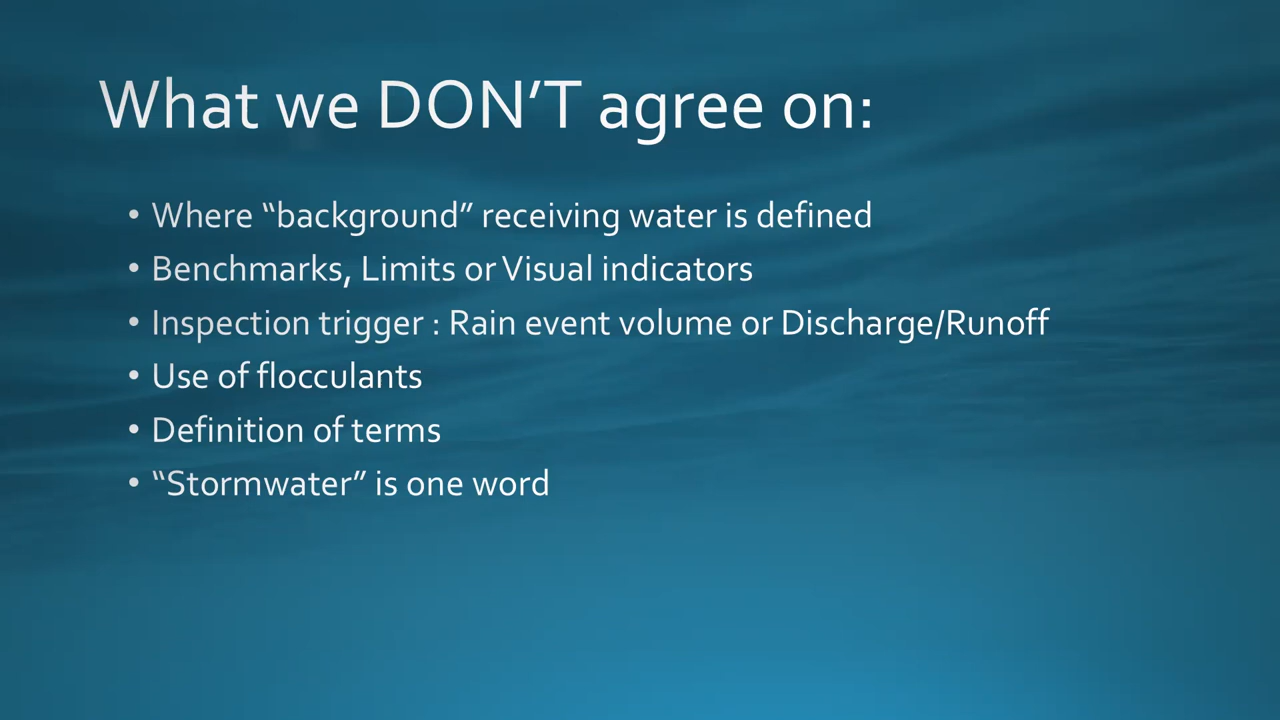 What we DON’T agree on:
• Where “background” receiving water is defined
• Benchmarks, Limits or Visual indicators
• Inspection trigger : Rain event volume or Discharge/Runoff
• Use of flocculants
• Definition of terms
• “Stormwater” is one word